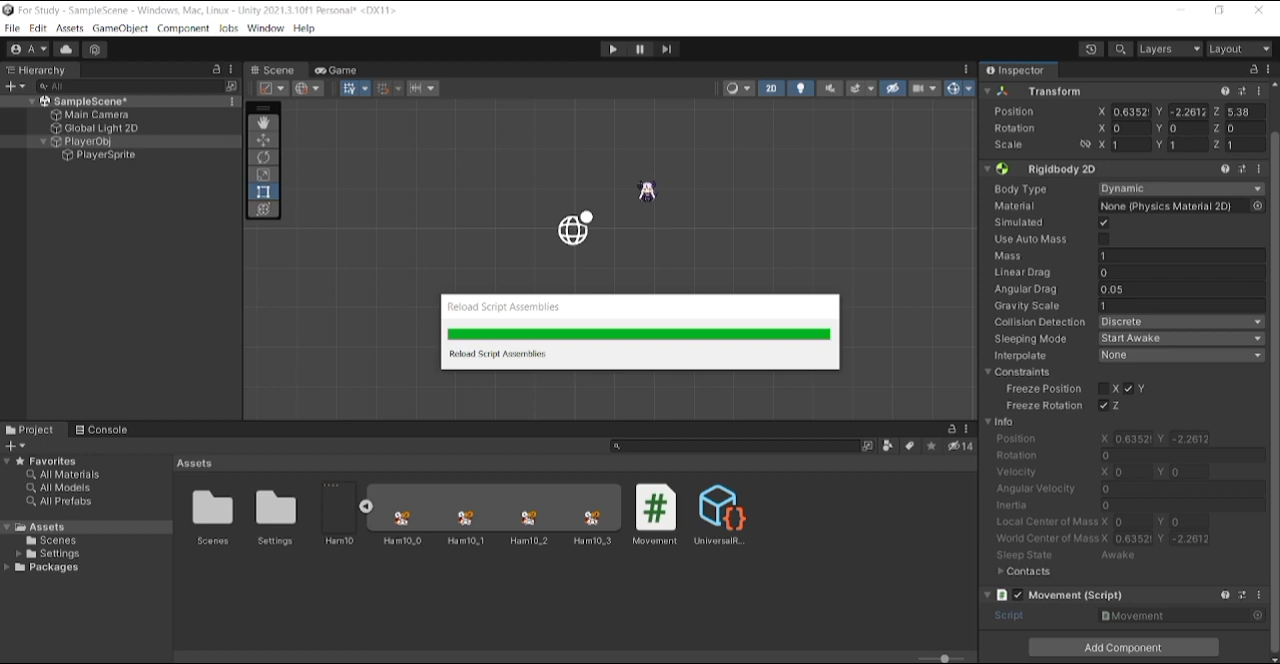 For Study - SampleScene - Windows, Mac, Linux - Unity 2021.3.10f1 Personal* <DX11>
File Edit Assets GameObject Component Jobs Window Help
A Layers Layout
Hierarchy
All
SampleScene*
Main Camera
Global Light 2D
PlayerObj
PlayerSprite
Scene Game
2D
Reload Script Assemblies
Reload Script Assemblies
Inspector
Transform
Position X 0.6352! Y -2.2612 Z 5.38
Rotation X 0 Y 0 Z 0
Scale X 1 Y 1 Z 1
Rigidbody 2D
Body Type Dynamic
Material None (Physics Material 2D)
Simulated
Use Auto Mass
Mass 1
Linear Drag 0
Angular Drag 0.05
Gravity Scale 1
Collision Detection Discrete
Sleeping Mode Start Awake
Interpolate None
Constraints
Freeze Position X Y
Freeze Rotation Z
Info
Position X 0.6352! Y -2.2612
Rotation 0
Velocity X 0 Y 0
Angular Velocity 0
Inertia 0
Local Center of Mass X 0 Y 0
World Center of Mass X 0.6352! Y -2.2612
Sleep State Awake
Contacts
Movement (Script)
Script Movement
Add Component
Project Console
14
Favorites
All Materials
All Models
All Prefabs
Assets
Scenes
Settings
Packages
Assets
Scenes Settings Ham10 Ham10_0 Ham10_1 Ham10_2 Ham10_3 Movement UniversalR...